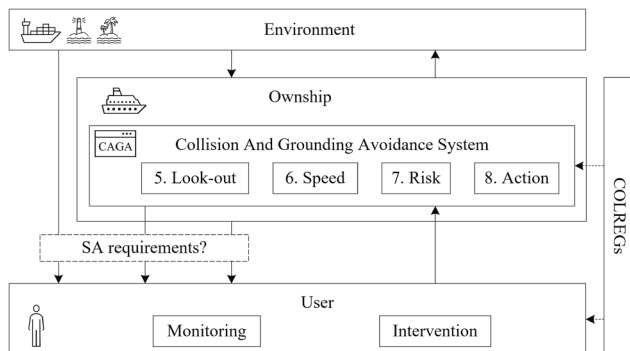 Environment
Ownship
CAGA
Collision And Grounding Avoidance System
5. Look-out
6. Speed
7. Risk
8. Action
COLREGs
SA requirements?
User
Monitoring
Intervention